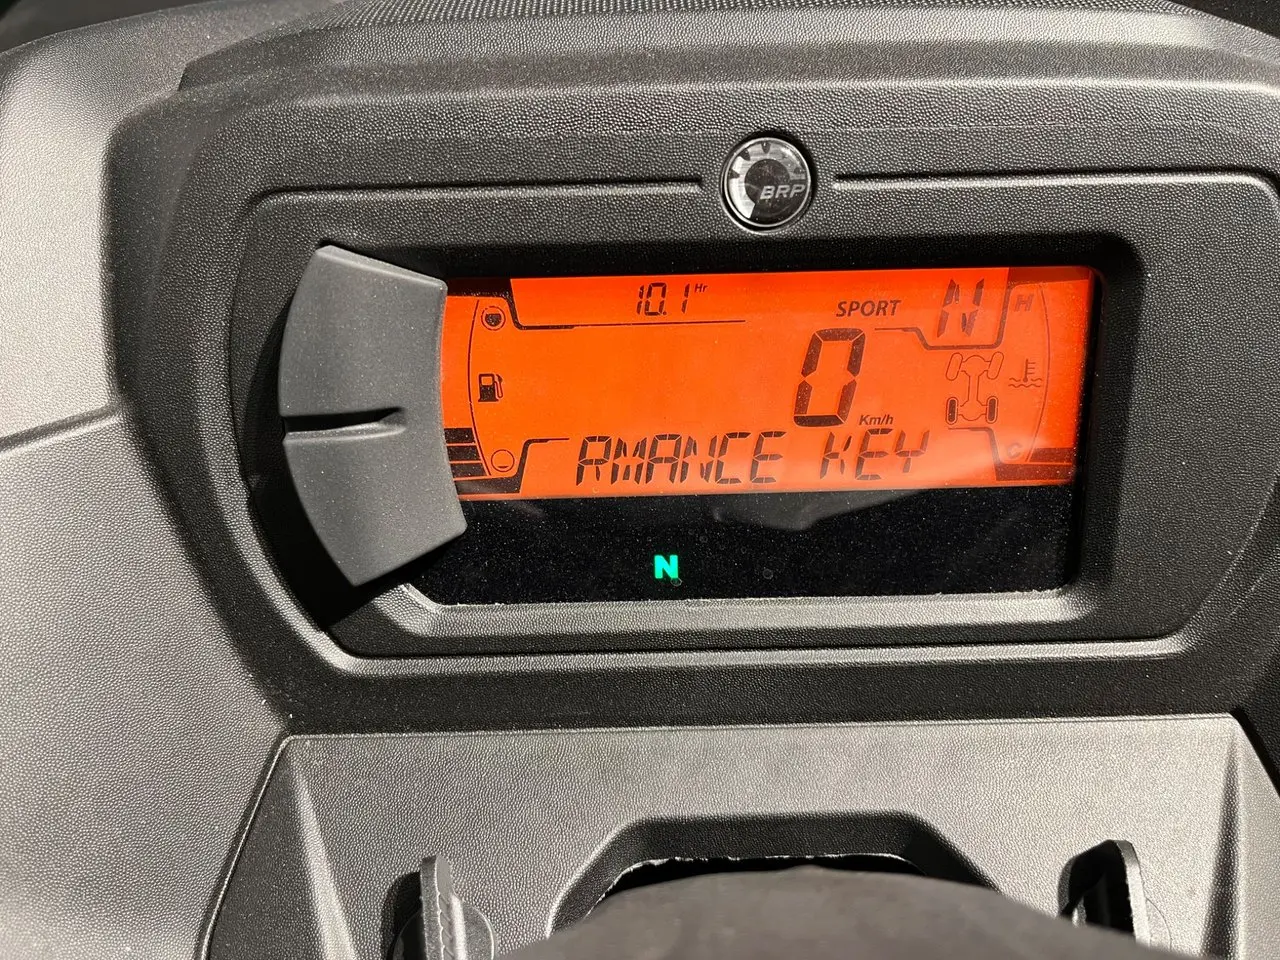 BRP
10.1 Hr
SPORT N H
0 Km/h
C
RMANCE KEY
N